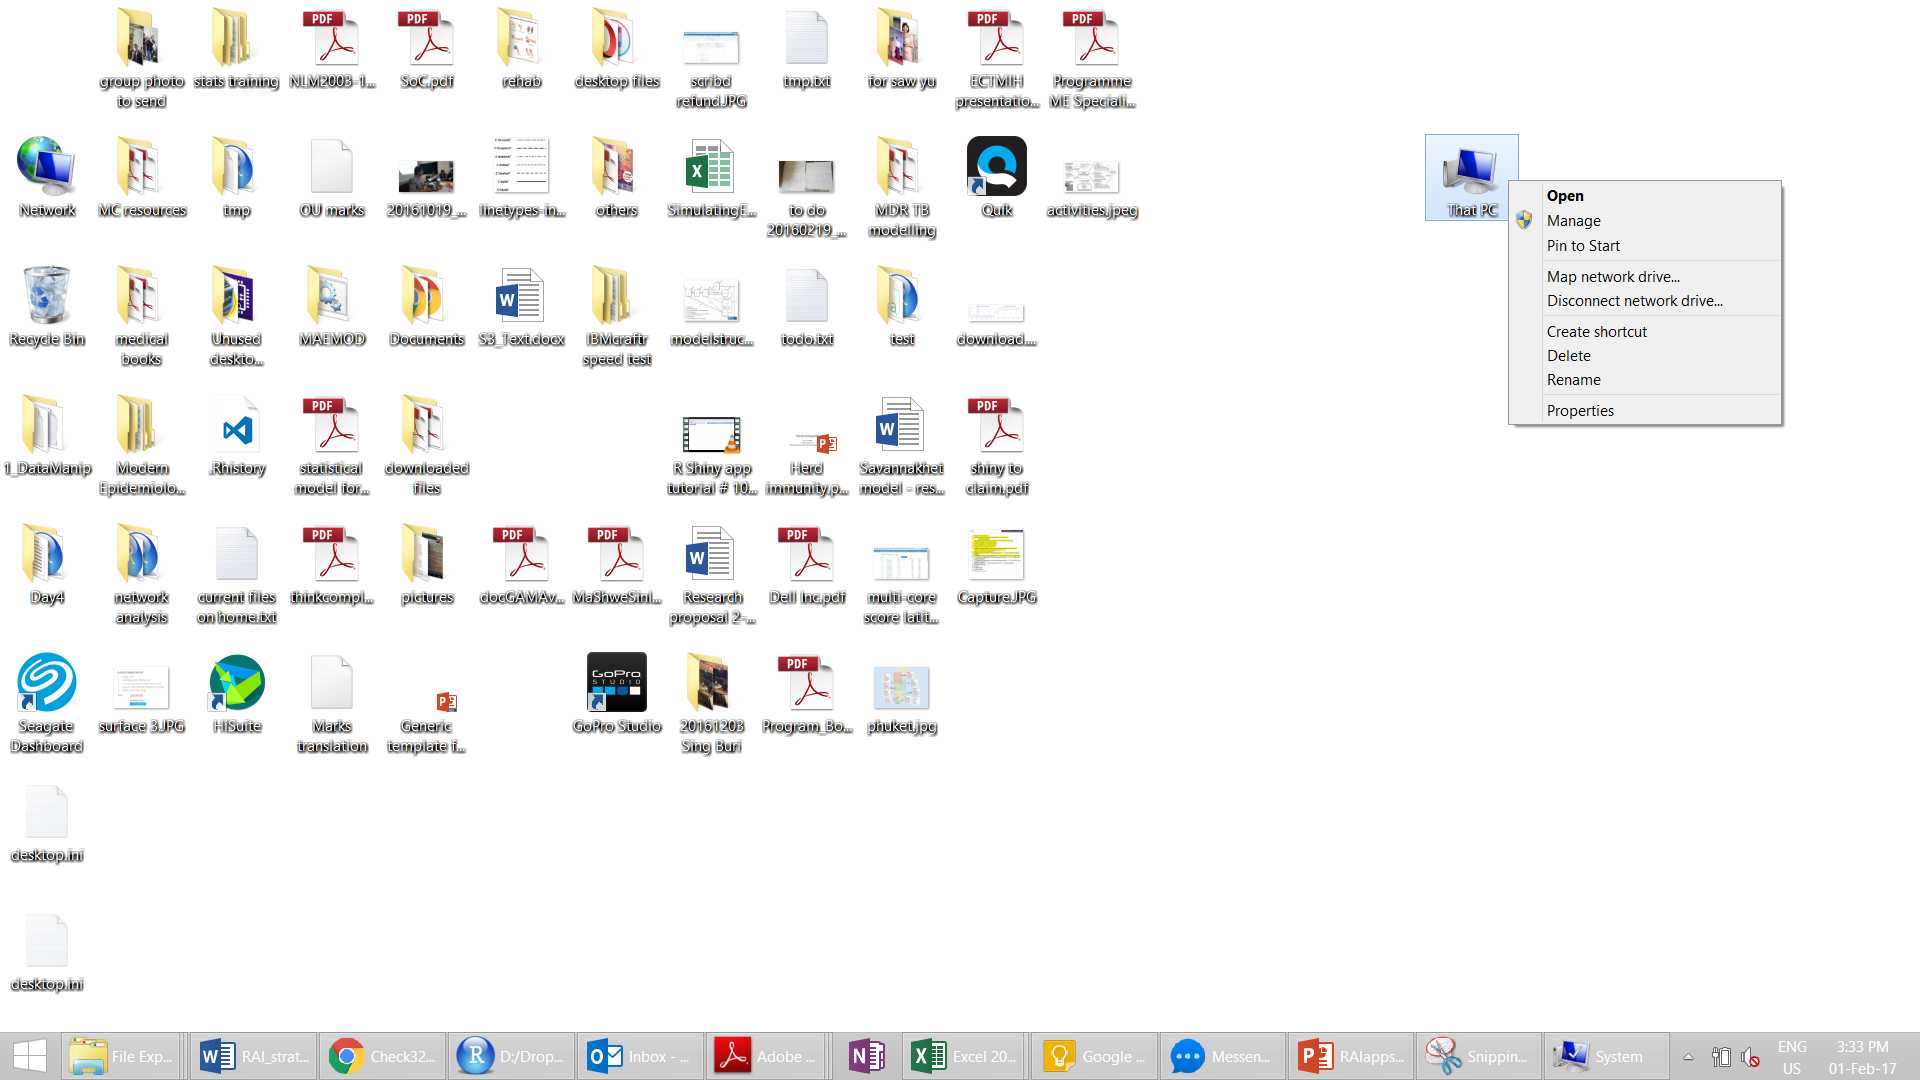 group photo
to send
stats training
NLM2003-1...
SoC.pdf
rehab
desktop files
scribd
refund.JPG
tmp.txt
for saw yu
ECTMIH
presentatio...
Programme
ME Speciali...
Network
MC resources
tmp
OU marks
20161019_...
linetypes-in...
others
SimulatingE...
to do
20160219_...
MDR TB
modelling
Quik
activities.jpeg
That PC
Open
Manage
Pin to Start
Map network drive...
Disconnect network drive...
Create shortcut
Delete
Rename
Properties
Recycle Bin
medical
books
Unused
deskto...
MAEMOD
Documents
S3_Text.docx
IBMcraftr
speed test
modelstruc...
todo.txt
test
download....
1_DataManip
Modern
Epidemiolo...
.Rhistory
statistical
model for...
downloaded
files
R Shiny app
tutorial # 10...
Herd
immunity.p...
Savannakhet
model - res...
shiny to
claim.pdf
Day4
network
analysis
current files
on home.txt
thinkcompl...
pictures
docGAMAv...
MaShweSinl...
Research
proposal 2-...
Dell Inc.pdf
multi-core
score latit...
Capture.JPG
Seagate
Dashboard
surface 3.JPG
HiSuite
Marks
translation
Generic
template f...
GoPro
STUDIO
GoPro Studio
20161203
Sing Buri
Program_Bo...
phuket.jpg
desktop.ini
desktop.ini
File Exp...
RAI_strat...
Check32...
D:/Drop...
Inbox - ...
Adobe ...
Excel 20...
Google ...
Messen...
RAIapps...
Snippin...
System
ENG
US
3:33 PM
01-Feb-17